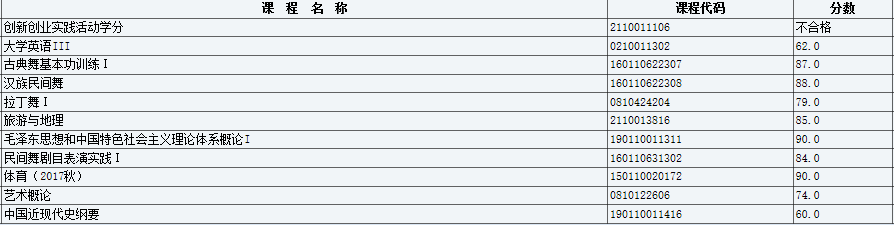 课 程 名 称 课程代码 分数
创新创业实践活动学分 2110011106 不合格
大学英语III 0210011302 62.0
古典舞基本功训练Ⅰ 160110622307 87.0
汉族民间舞 160110622308 88.0
拉丁舞Ⅰ 0810424204 79.0
旅游与地理 2110013816 85.0
毛泽东思想和中国特色社会主义理论体系概论I 190110011311 90.0
民间舞剧目表演实践Ⅰ 160110631302 84.0
体育（2017秋） 150110020172 90.0
艺术概论 0810122606 74.0
中国近现代史纲要 190110011416 60.0